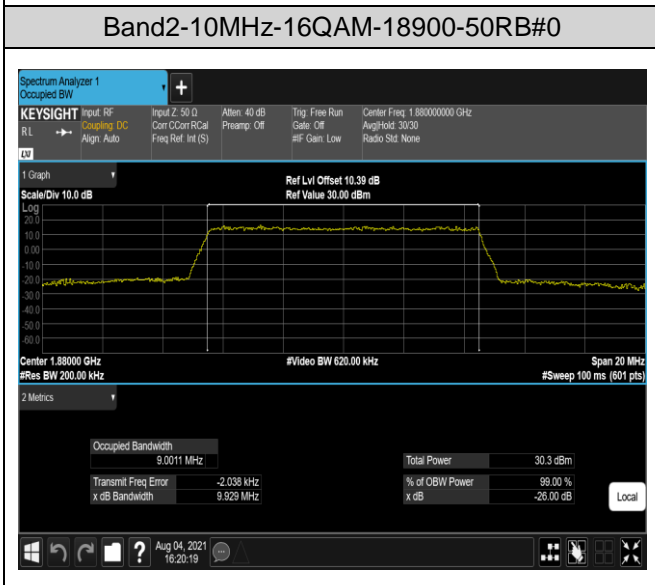 Band2-10MHz-16QAM-18900-50RB#0
Spectrum Analyzer 1
Occupied BW
+
KEYSIGHT Input: RF Input Z: 50 Ω Atten: 40 dB Trig: Free Run Center Freq: 1.880000000 GHz
RL Coupling: DC Corr CCorr RCal Preamp: Off Gate: Off Avg|Hold: 30/30
Align: Auto Freq Ref: Int (S) #IF Gain: Low Radio Std: None
LXI
1 Graph Ref Lvl Offset 10.39 dB
Scale/Div 10.0 dB Ref Value 30.00 dBm
Log
20.0
10.0
0.00
-10.0
-20.0
-30.0
-40.0
-50.0
-60.0
Center 1.88000 GHz #Video BW 620.00 kHz Span 20 MHz
#Res BW 200.00 kHz #Sweep 100 ms (601 pts)
2 Metrics
Occupied Bandwidth
9.0011 MHz Total Power 30.3 dBm
Transmit Freq Error -2.038 kHz % of OBW Power 99.00 %
x dB Bandwidth 9.929 MHz x dB -26.00 dB
Local
? Aug 04, 2021
16:20:19